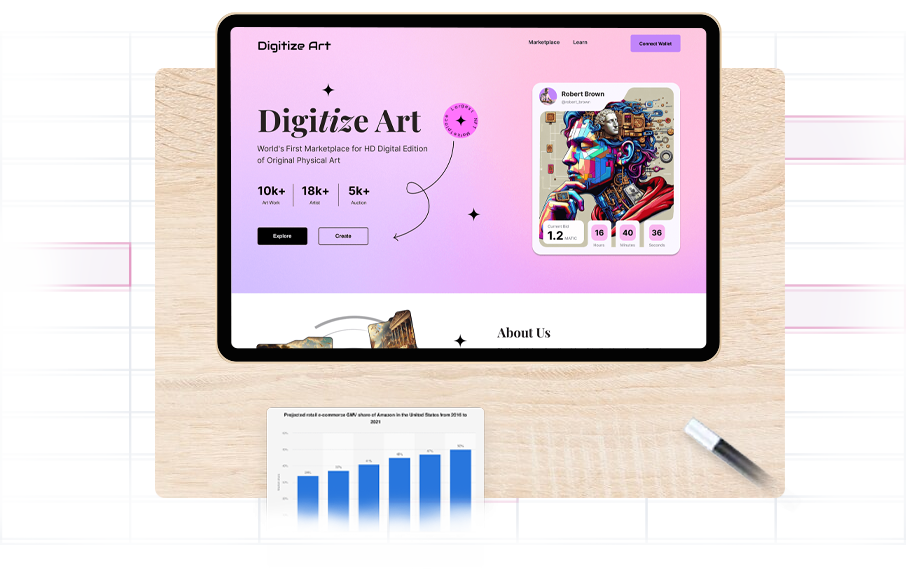 Digitize Art
Marketplace
Learn
Connect Wallet
Digitize Art
World's First Marketplace for HD Digital Edition
of Original Physical Art
10k+
18k+
5k+
Art Work
Artist
Auction
Explore
Create
Robert Brown
@robert_brown
Current Bid
1.2 MATIC
16
40
36
Hours
Minutes
Seconds
About Us
Projected retail e-commerce GMV share of Amazon in the United States from 2016 to
2021